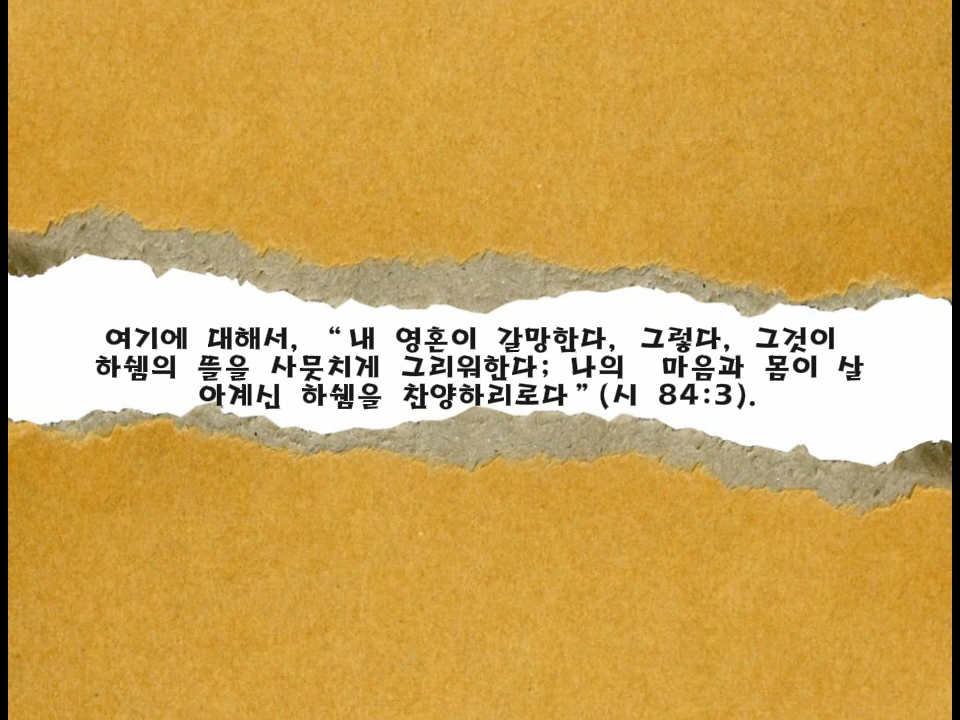 여기에 대해서, “내 영혼이 갈망한다, 그렇다, 그것이
하쉠의 뜰을 사뭇치게 그리워한다; 나의 마음과 몸이 살
아계신 하쉠을 찬양하리로다”(시 84:3).